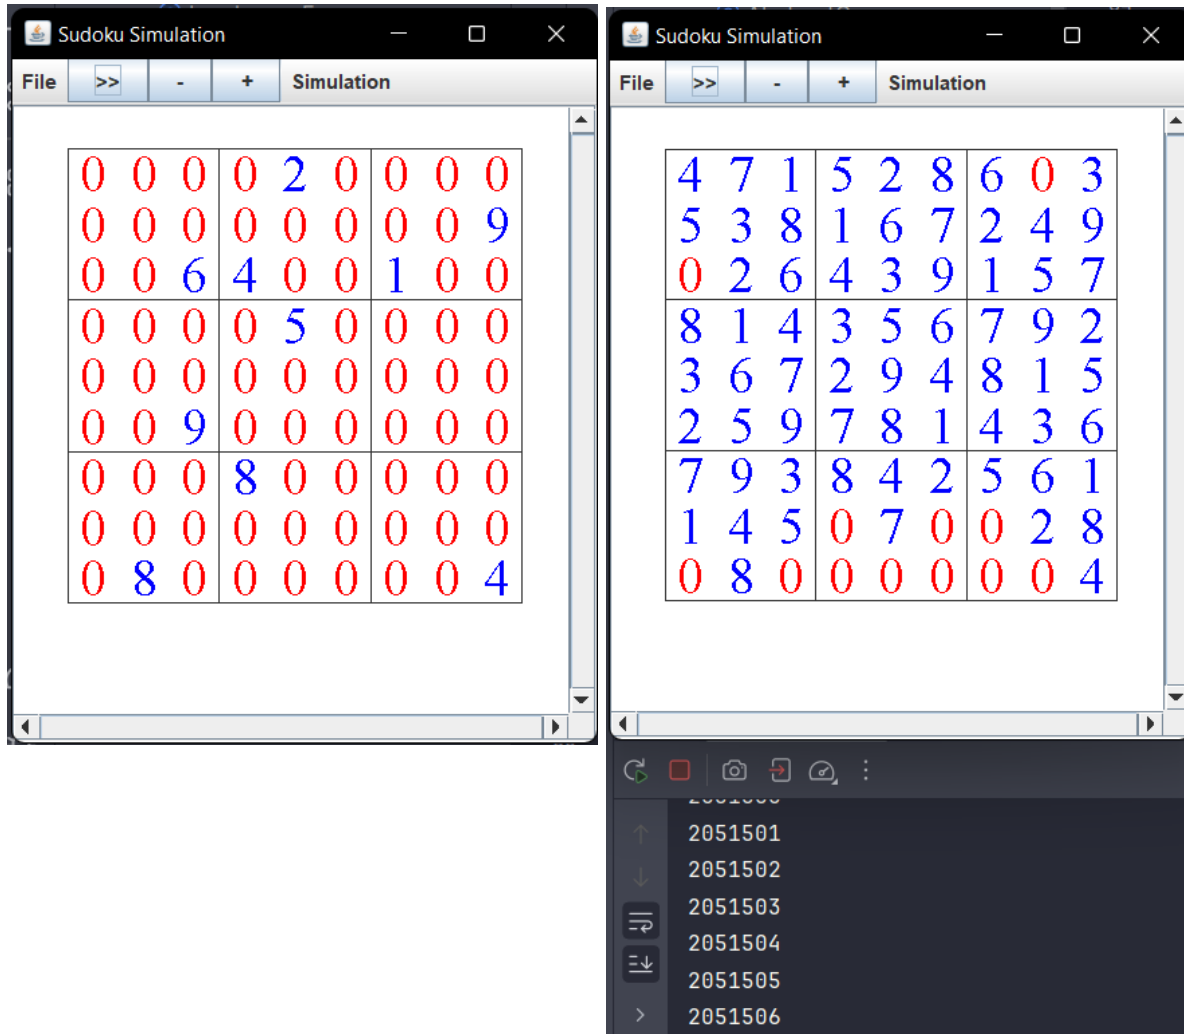 Sudoku Simulation
File >> - + Simulation
0 0 0 0 2 0 0 0 0
0 0 0 0 0 0 0 0 9
0 0 6 4 0 0 1 0 0
0 0 0 0 5 0 0 0 0
0 0 0 0 0 0 0 0 0
0 0 9 0 0 0 0 0 0
0 0 0 8 0 0 0 0 0
0 0 0 0 0 0 0 0 0
0 8 0 0 0 0 0 0 4
Sudoku Simulation
File >> - + Simulation
4 7 1 5 2 8 6 0 3
5 3 8 1 6 7 2 4 9
0 2 6 4 3 9 1 5 7
8 1 4 3 5 6 7 9 2
3 6 7 2 9 4 8 1 5
2 5 9 7 8 1 4 3 6
7 9 3 8 4 2 5 6 1
1 4 5 0 7 0 0 2 8
0 8 0 0 0 0 0 0 4
2051501
2051502
2051503
2051504
2051505
2051506